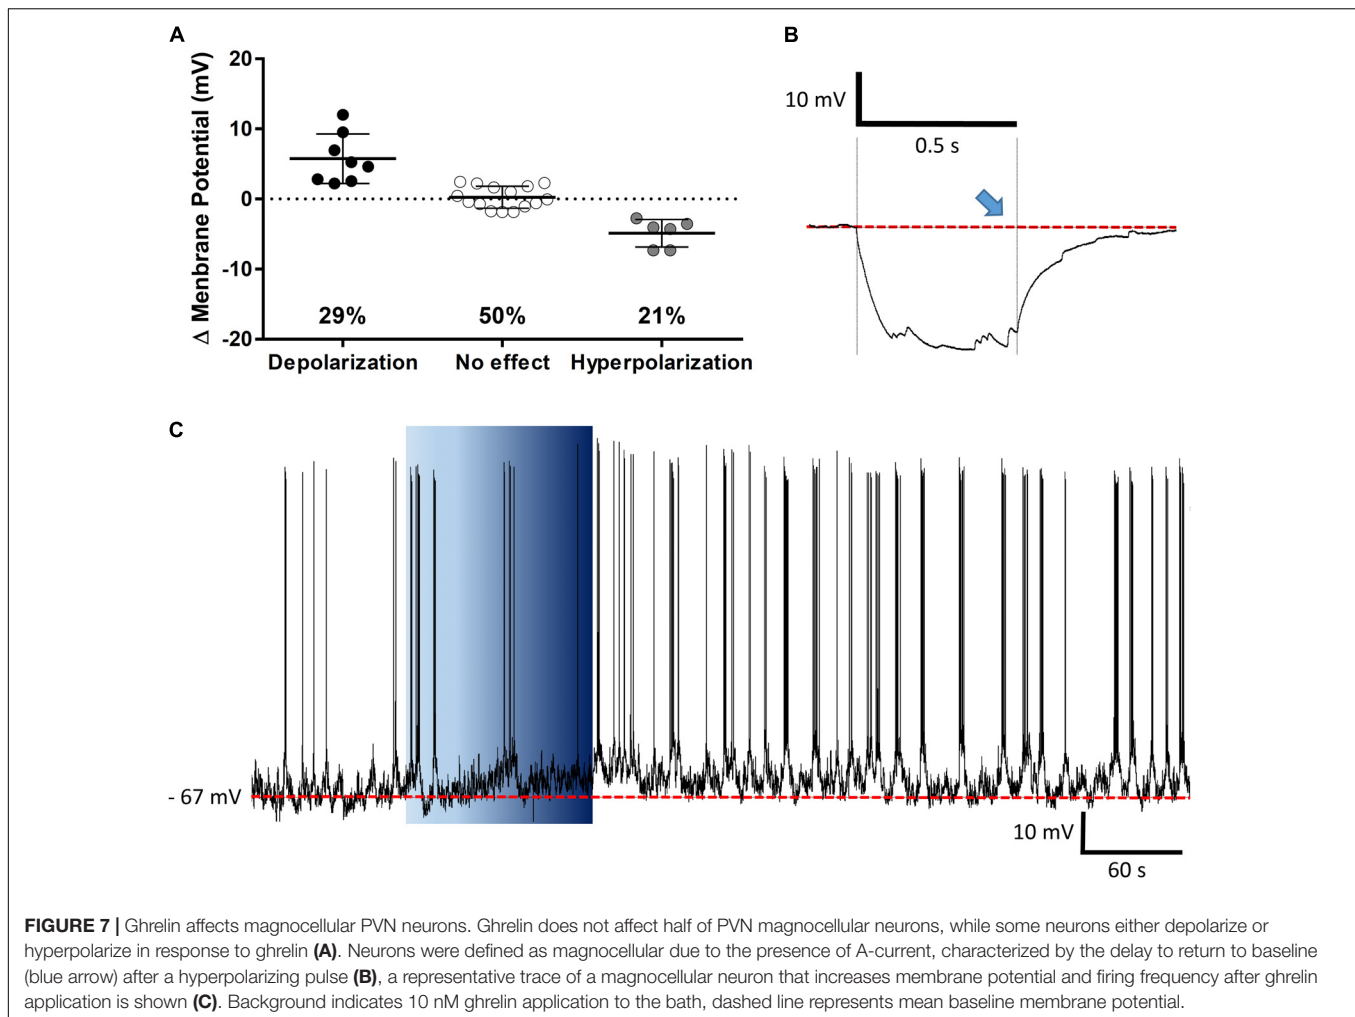 A
B
Δ Menbrane Potential (mV)
20
10
0
-10
-20
29%
50%
21%
Depolarization
No effect
Hyperpolarization
10 mV
0.5 s
C
- 67 mV
10 mV
60 s
FIGURE 7 | Ghrelin affects magnocellular PVN neurons. Ghrelin does not affect half of PVN magnocellular neurons, while some neurons either depolarize or
hyperpolarize in response to ghrelin (A). Neurons were defined as magnocellular due to the presence of A-current, characterized by the delay to return to baseline
(blue arrow) after a hyperpolarizing pulse (B), a representative trace of a magnocellular neuron that increases membrane potential and firing frequency after ghrelin
application is shown (C). Background indicates 10 nM ghrelin application to the bath, dashed line represents mean baseline membrane potential.